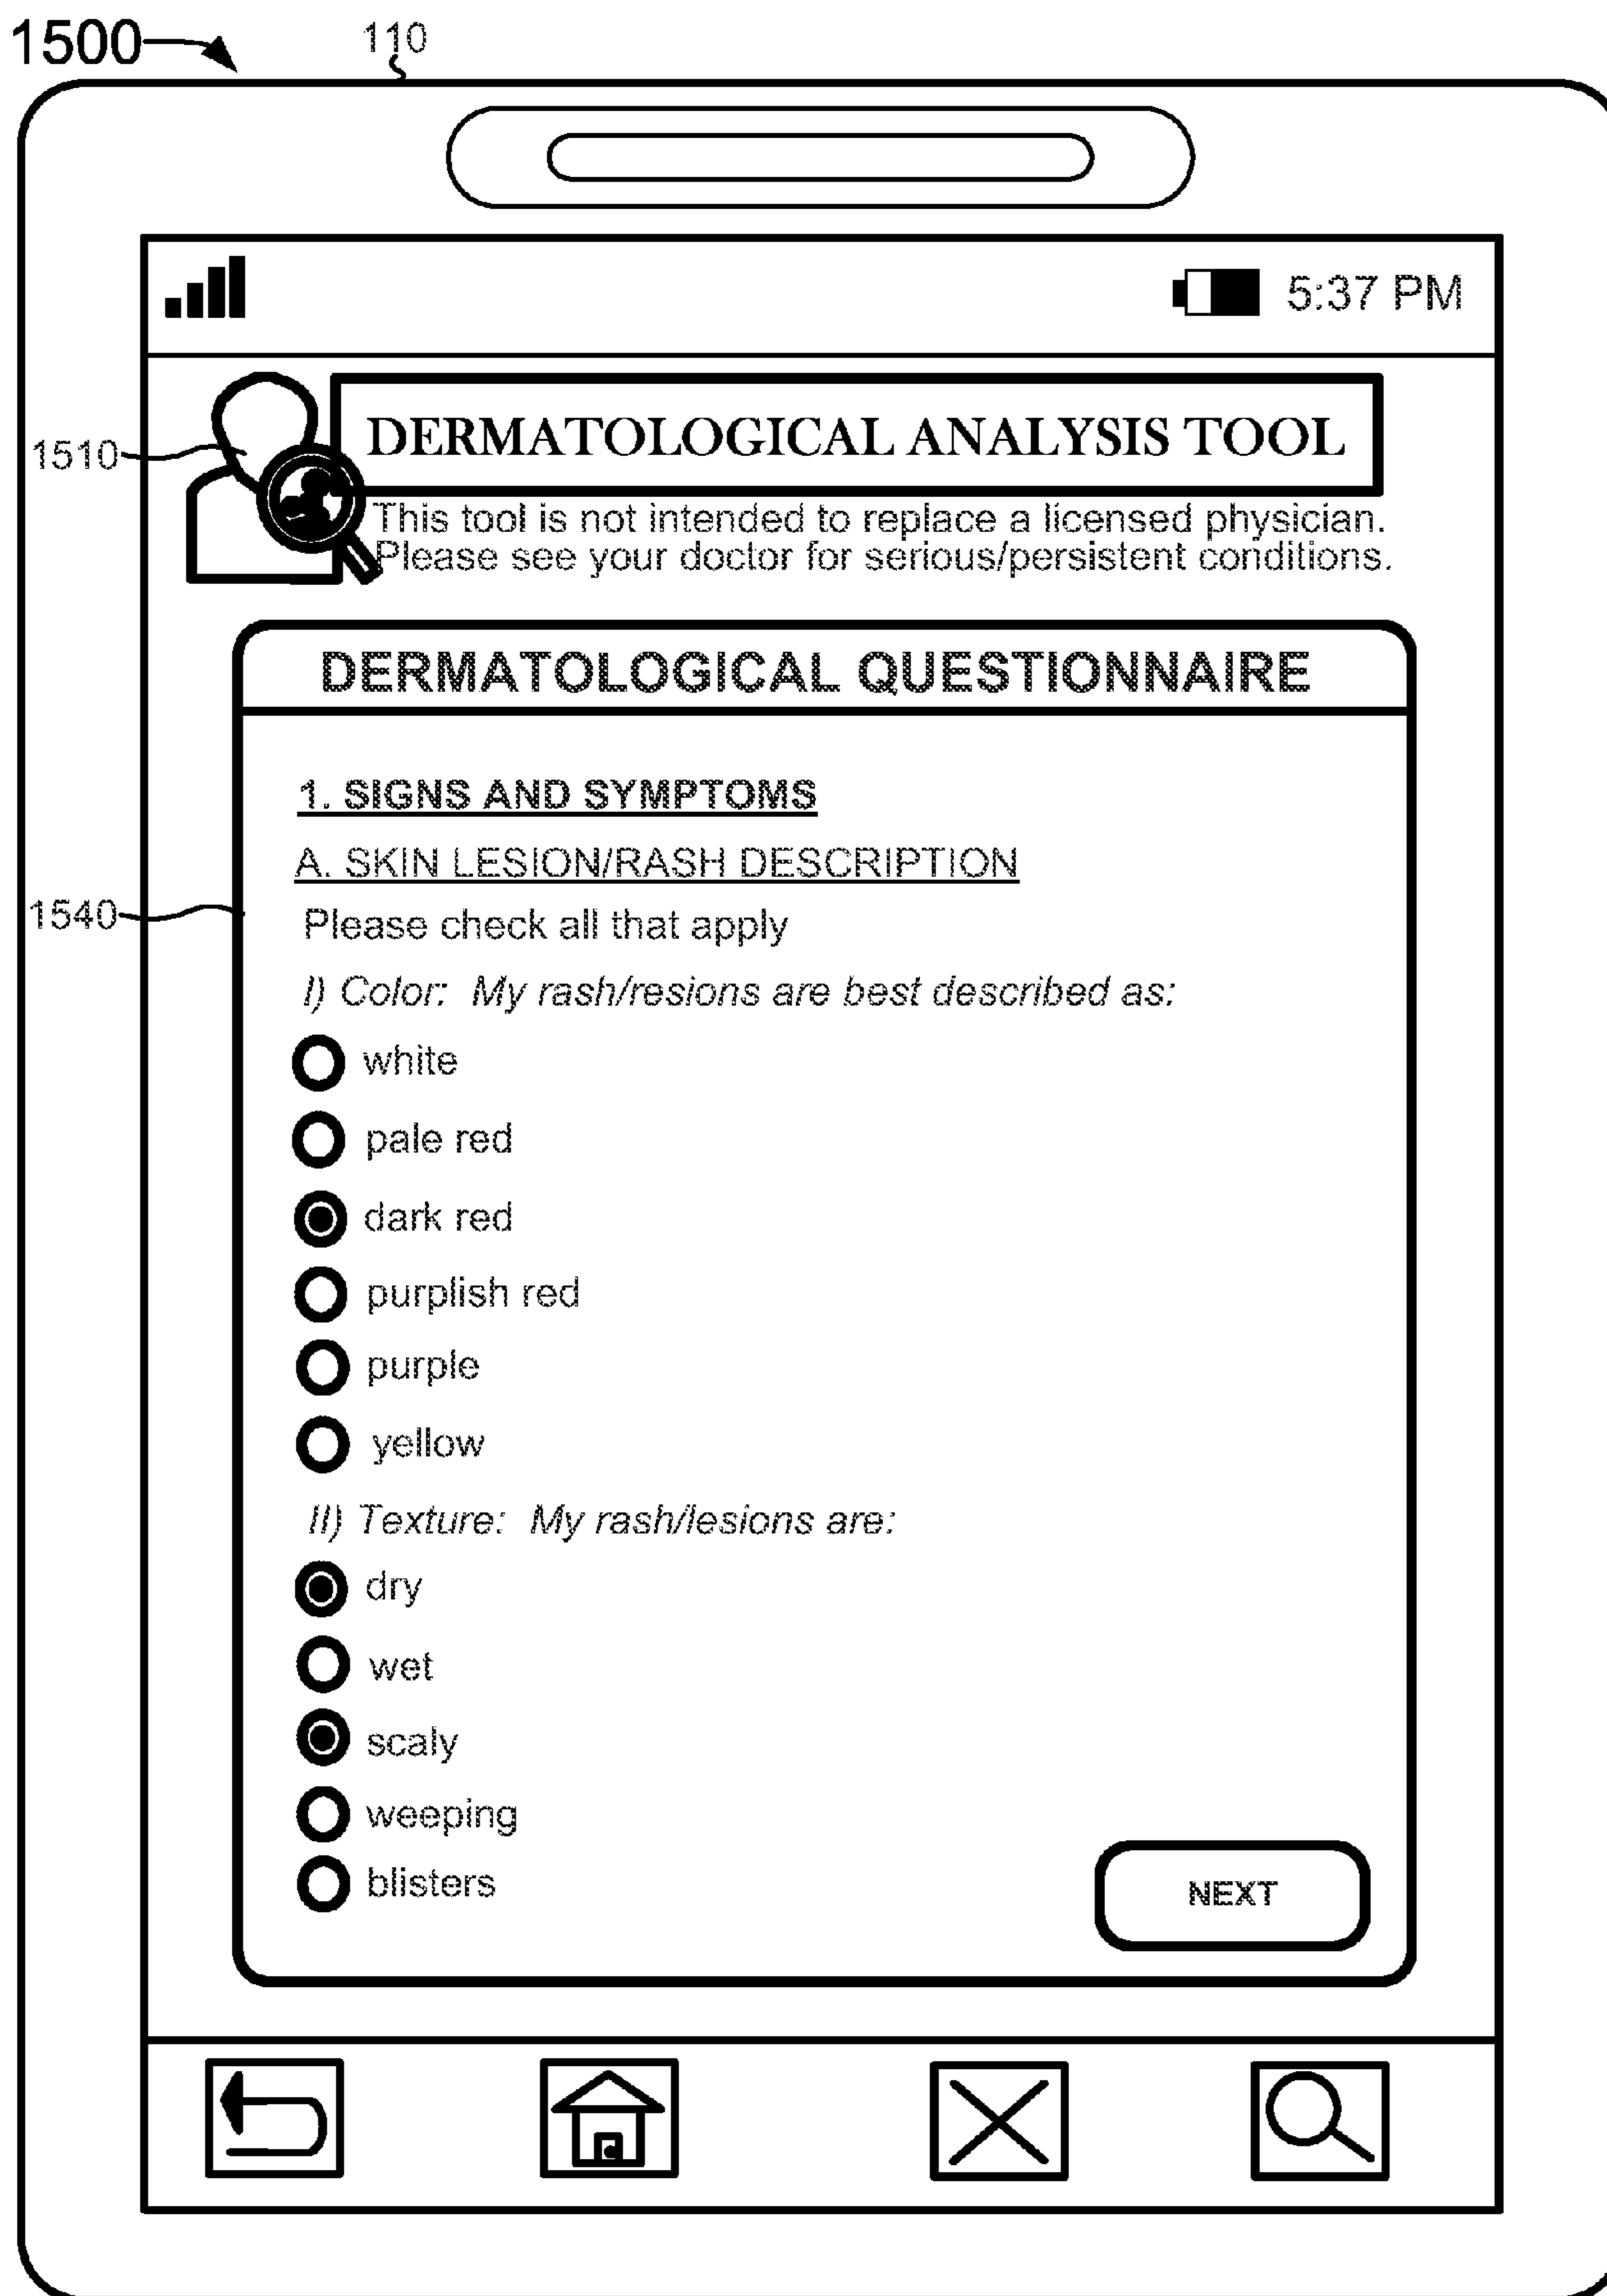 1500
110
5:37 PM
1510
DERMATOLOGICAL ANALYSIS TOOL
This tool is not intended to replace a licensed physician.
Please see your doctor for serious/persistent conditions.
DERMATOLOGICAL QUESTIONNAIRE
1. SIGNS AND SYMPTOMS
A. SKIN LESION/RASH DESCRIPTION
1540
Please check all that apply
I) Color: My rash/resions are best described as:
white
pale red
dark red
purplish red
purple
yellow
II) Texture: My rash/lesions are:
dry
wet
scaly
weeping
blisters
NEXT